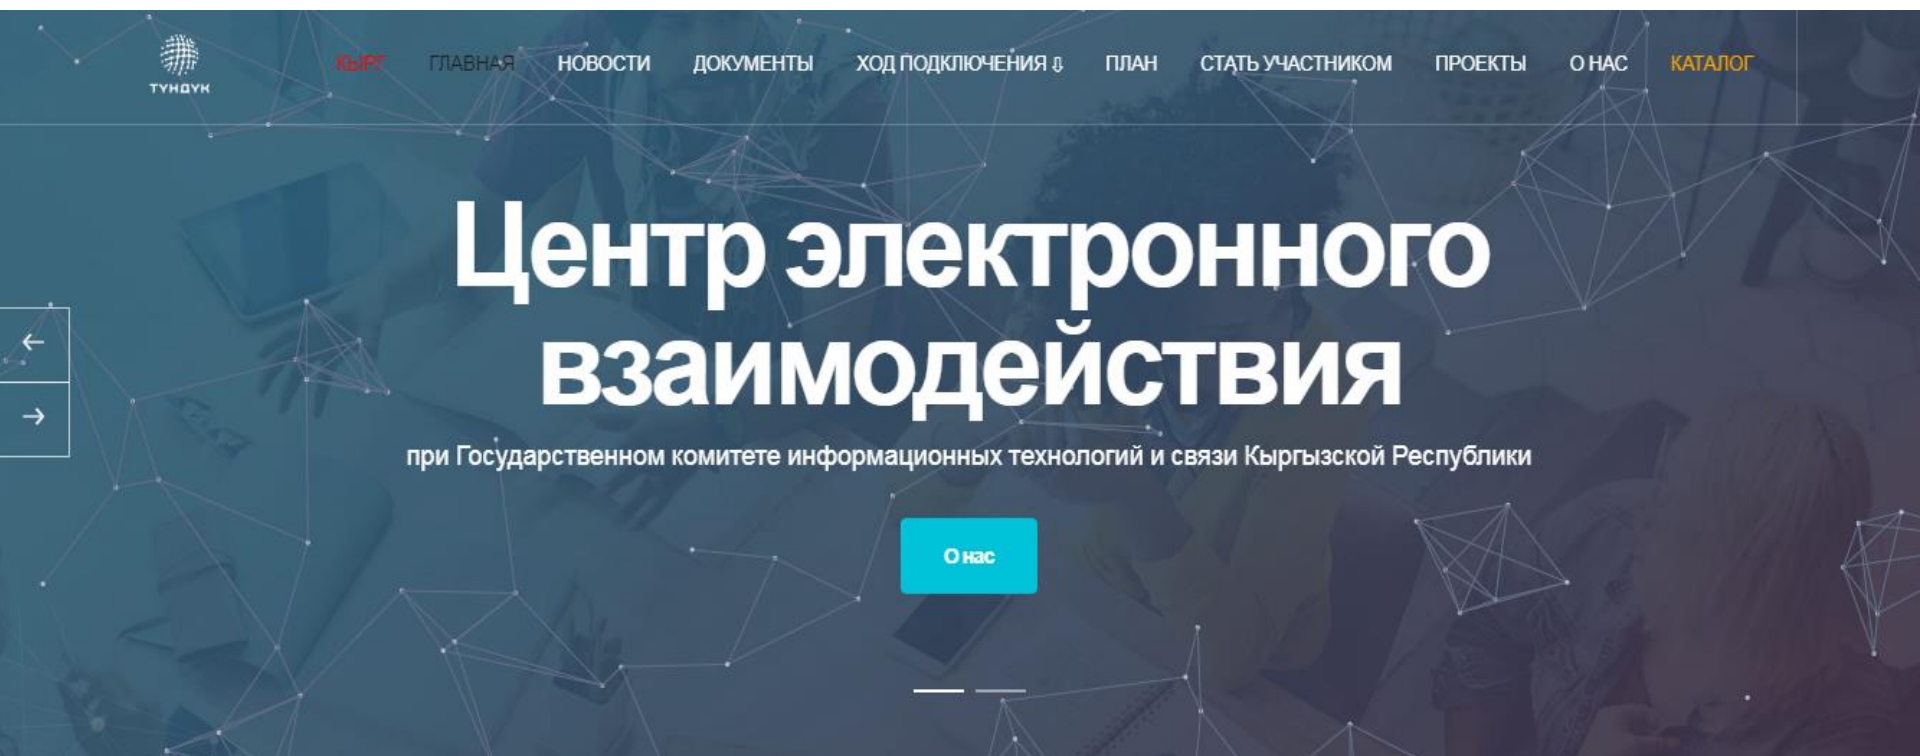 ТҮНДҮК
КЫРГ ГЛАВНАЯ НОВОСТИ ДОКУМЕНТЫ ХОД ПОДКЛЮЧЕНИЯ ⇩ ПЛАН СТАТЬ УЧАСТНИКОМ ПРОЕКТЫ О НАС КАТАЛОГ
Центр электронного
взаимодействия
при Государственном комитете информационных технологий и связи Кыргызской Республики
О нас